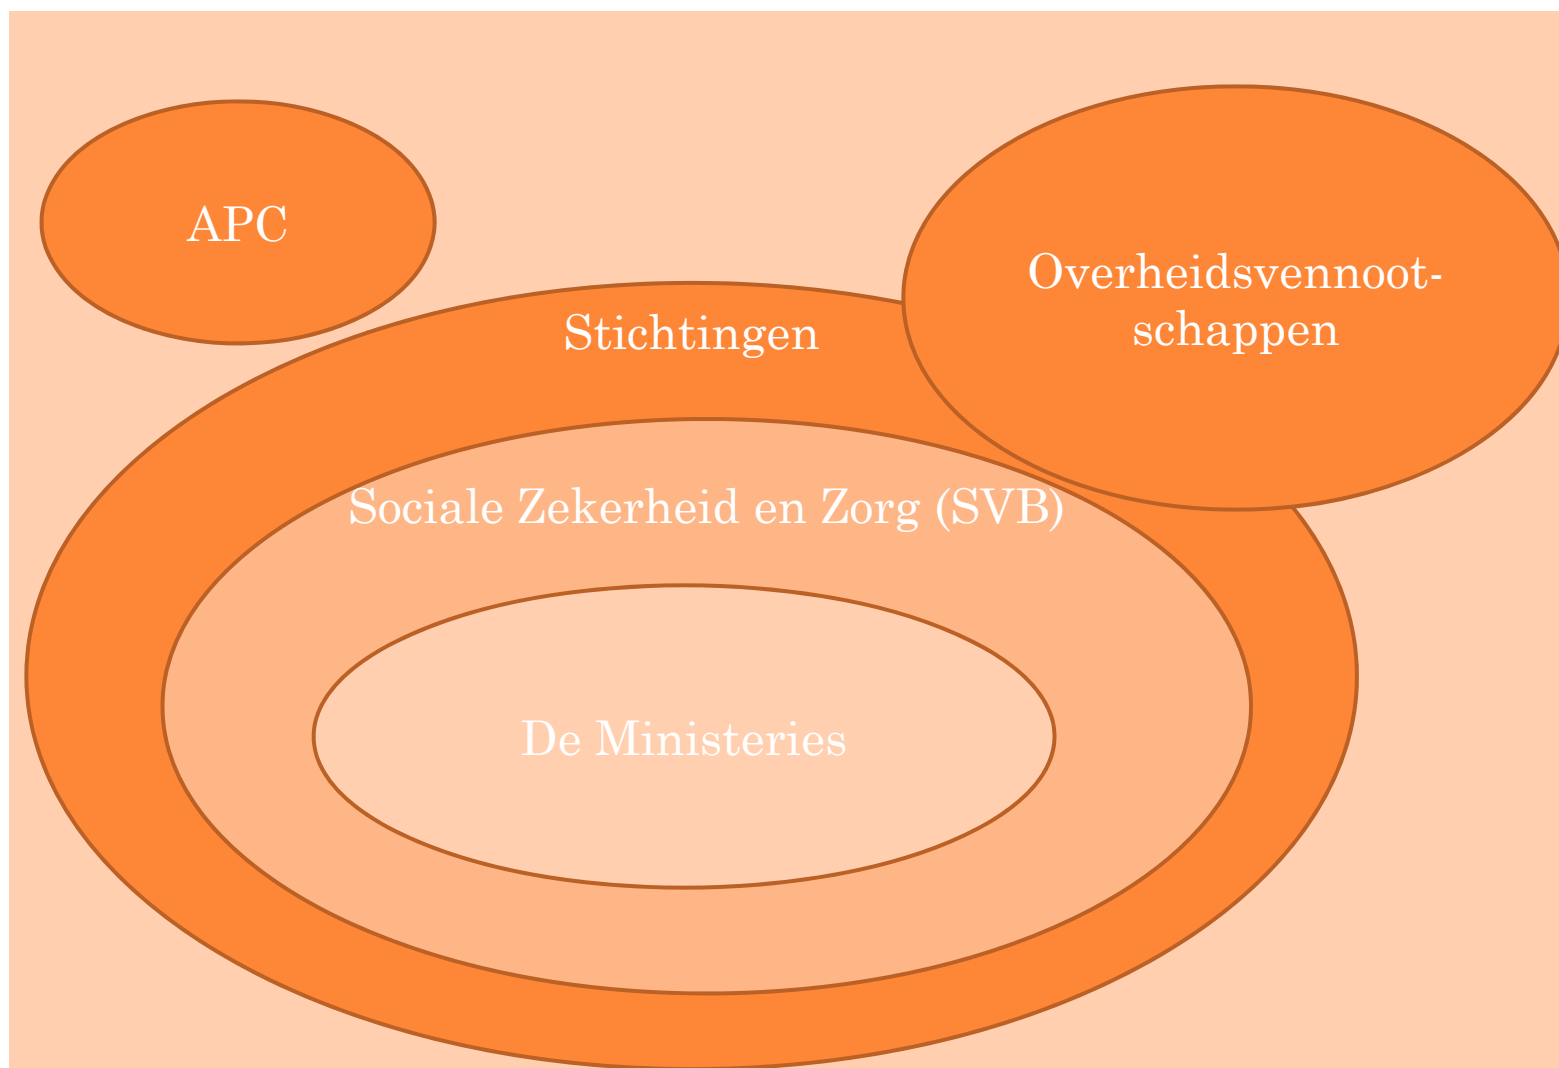 APC
Overheidsvennoot-
schappen
Stichtingen
Sociale Zekerheid en Zorg (SVB)
De Ministeries